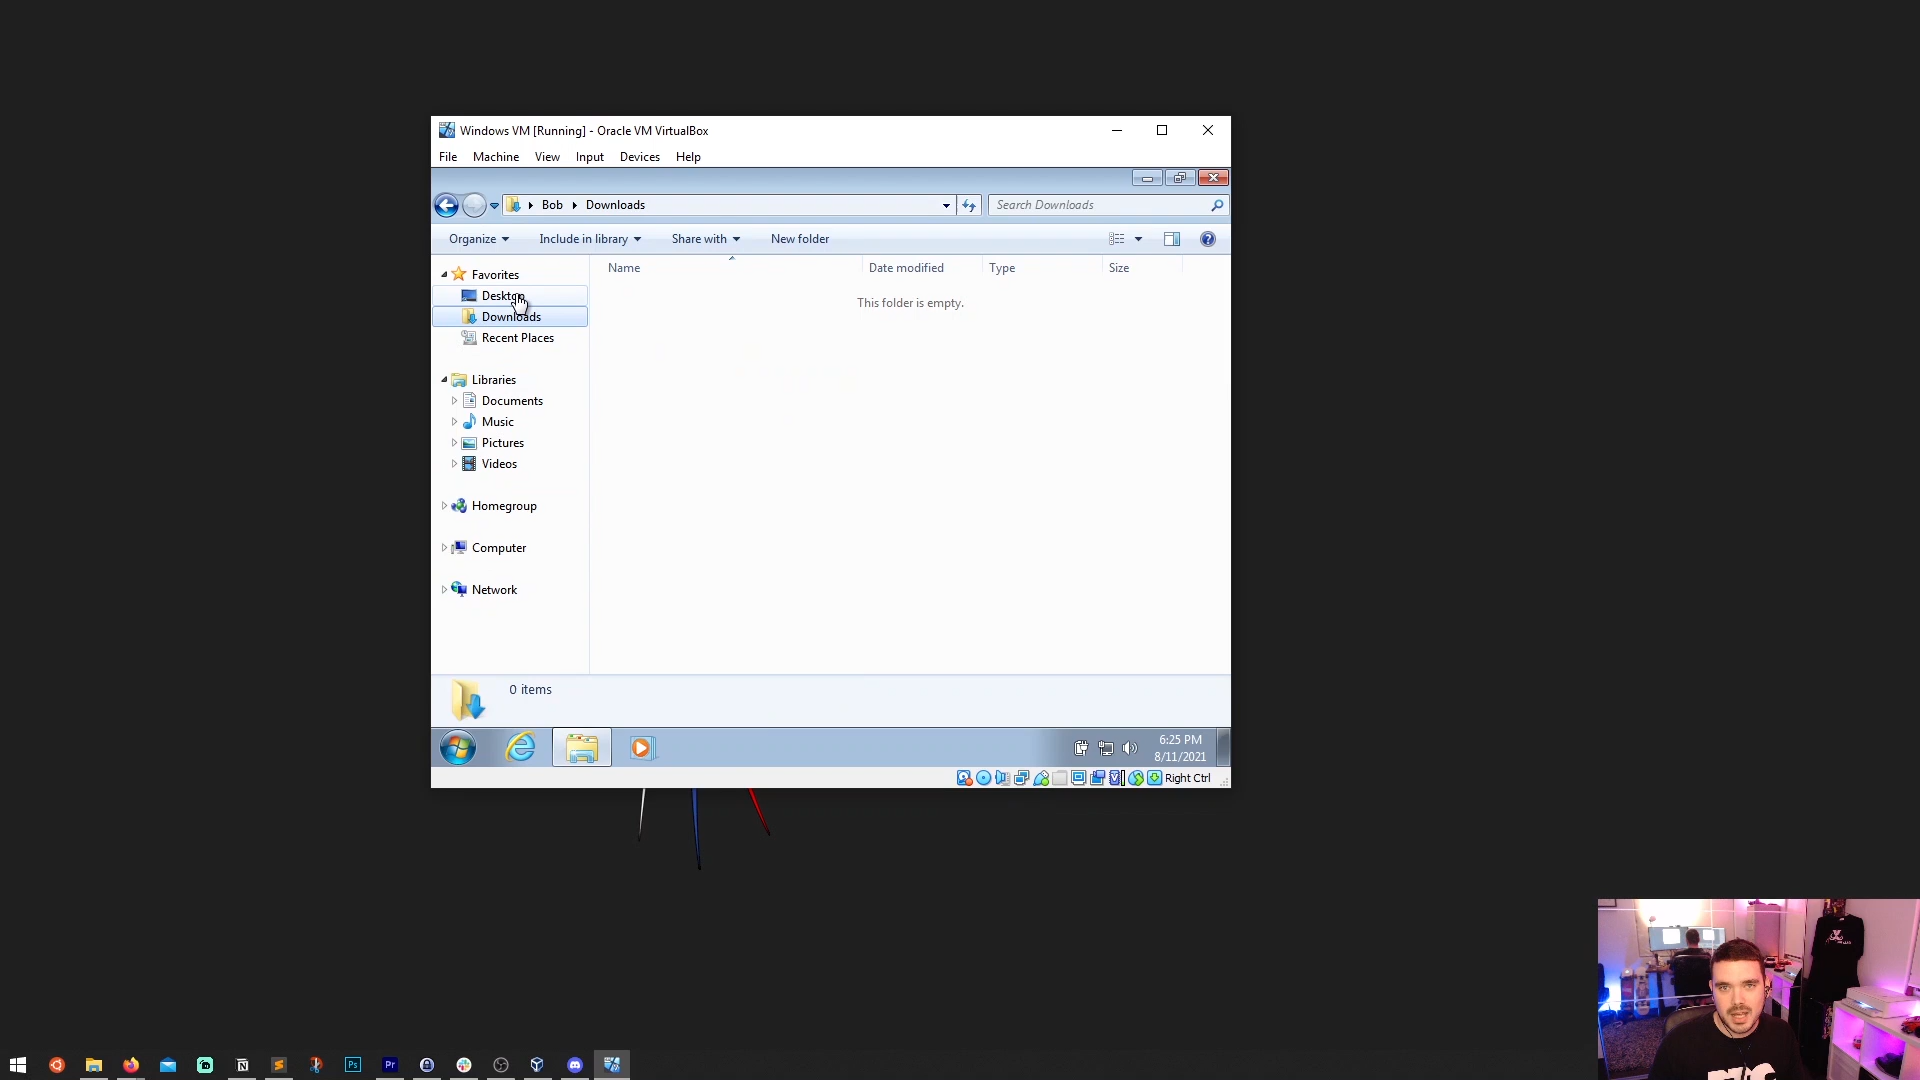 Windows VM [Running] - Oracle VM VirtualBox
File Machine View Input Devices Help
Bob Downloads
Search Downloads
Organize Include in library Share with New folder
Name Date modified Type Size
This folder is empty.
Favorites
Desktop
Downloads
Recent Places
Libraries
Documents
Music
Pictures
Videos
Homegroup
Computer
Network
0 items
6:25 PM
8/11/2021
Right Ctrl
Ps
Pr